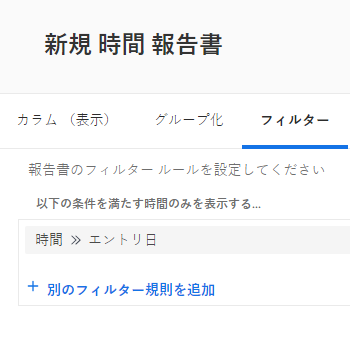 新規 時間 報告書
カラム （表示） グループ化 フィルター
報告書のフィルター ルールを設定してください
以下の条件を満たす時間のみを表示する...
時間 » エントリ日
+ 別のフィルター規則を追加